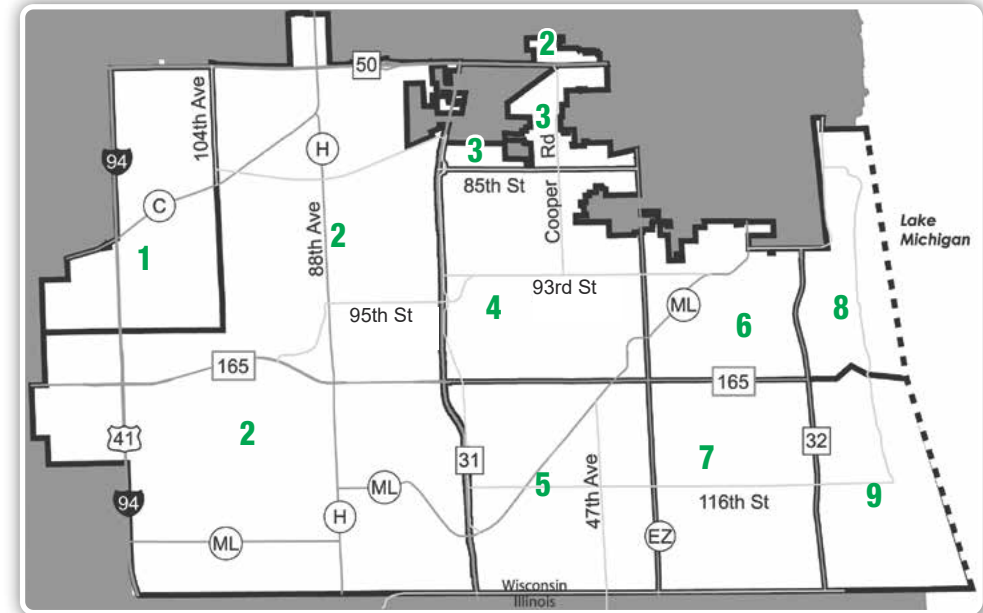 2
50
104th Ave
H
3
Cooper Rd
94
3
85th St
C
88th Ave
2
Lake
Michigan
1
93rd St
95th St
4
ML
6
8
165
165
41
2
31
32
7
5
47th Ave
ML
116th St
9
94
H
EZ
ML
Wisconsin
Illinois